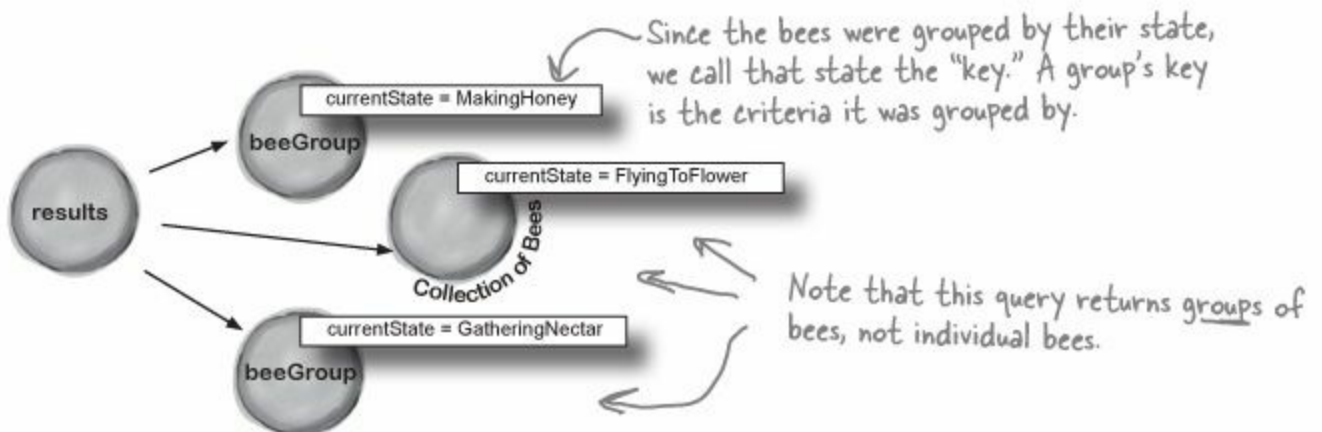 Since the bees were grouped by their state,
we call that state the “key.” A group's key
is the criteria it was grouped by.
currentState = MakingHoney
beeGroup
currentState = FlyingToFlower
results
Collection of Bees
Note that this query returns groups of
bees, not individual bees.
currentState = GatheringNectar
beeGroup